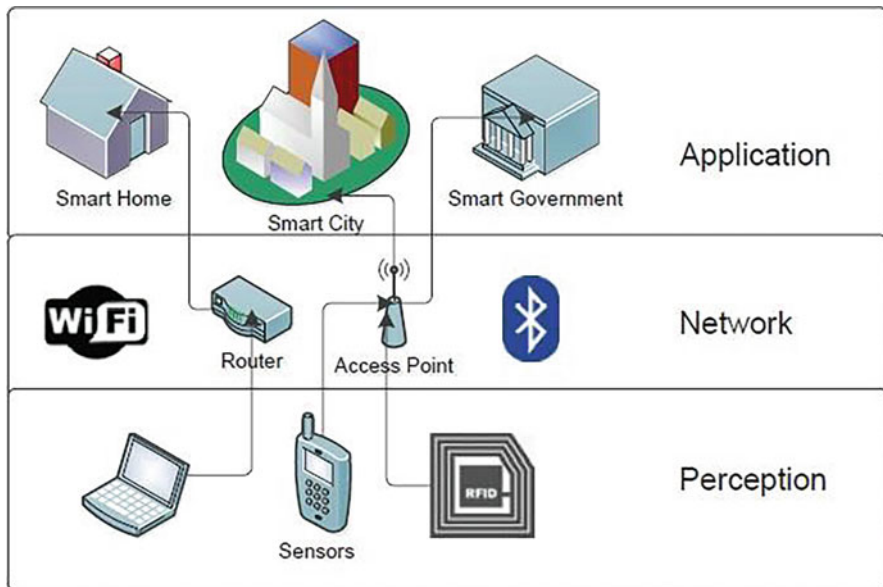 Smart Home
Smart City
Smart Government
Application
WiFi
Router
Access Point
Network
RFID
Sensors
Perception